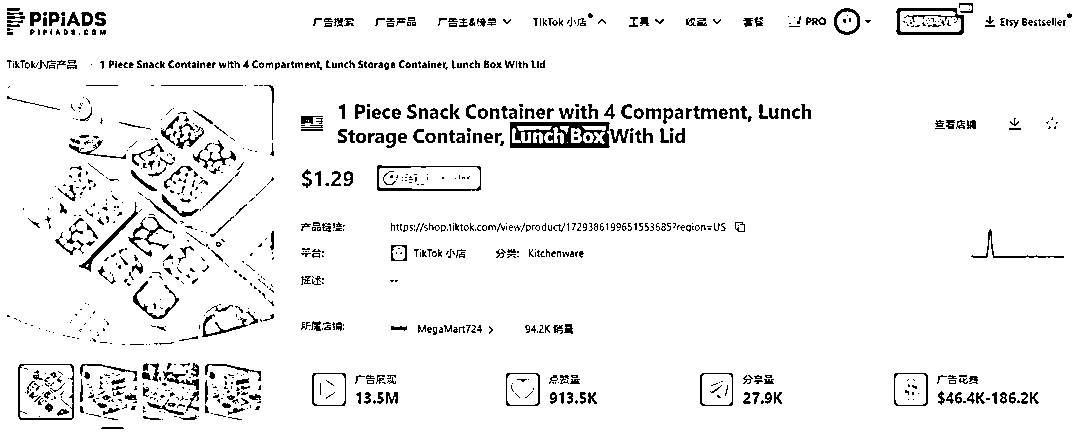 PiPiADS
PIPIADS.COM
广告搜索 广告产品 广告主&榜单 TikTok 小店 工具 收藏 套餐 PRO Etsy Bestseller
TikTok小店产品 1 Piece Snack Container with 4 Compartment, Lunch Storage Container, Lunch Box With Lid
1 Piece Snack Container with 4 Compartment, Lunch
Storage Container, Lunch Box With Lid
查看店铺
$1.29
产品链接: https://shop.tiktok.com/view/product/1729386199651553685?region=US
平台: TikTok 小店 分类: Kitchenware
描述: --
所属店铺: MegaMart724 > 94.2K 销量
广告展现
13.5M
点赞量
913.5K
分享量
27.9K
广告花费
$46.4K-186.2K